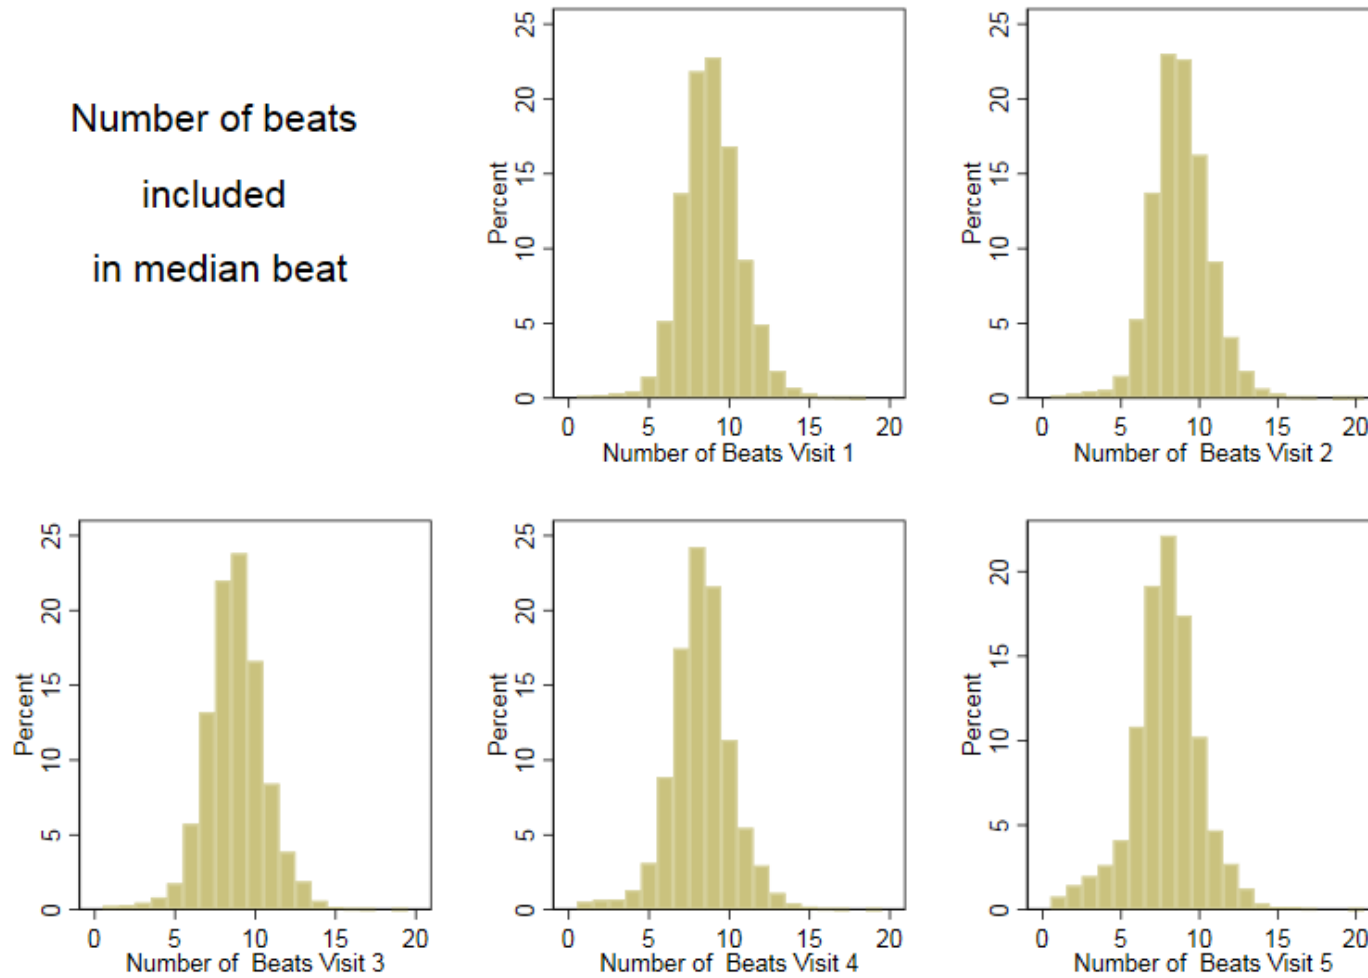 Number of beats
included
in median beat
Percent
25
20
15
10
5
0
0 5 10 15 20
Number of Beats Visit 1
Percent
25
20
15
10
5
0
0 5 10 15 20
Number of  Beats Visit 2
Percent
25
20
15
10
5
0
0 5 10 15 20
Number of  Beats Visit 3
Percent
25
20
15
10
5
0
0 5 10 15 20
Number of  Beats Visit 4
Percent
20
15
10
5
0
0 5 10 15 20
Number of  Beats Visit 5